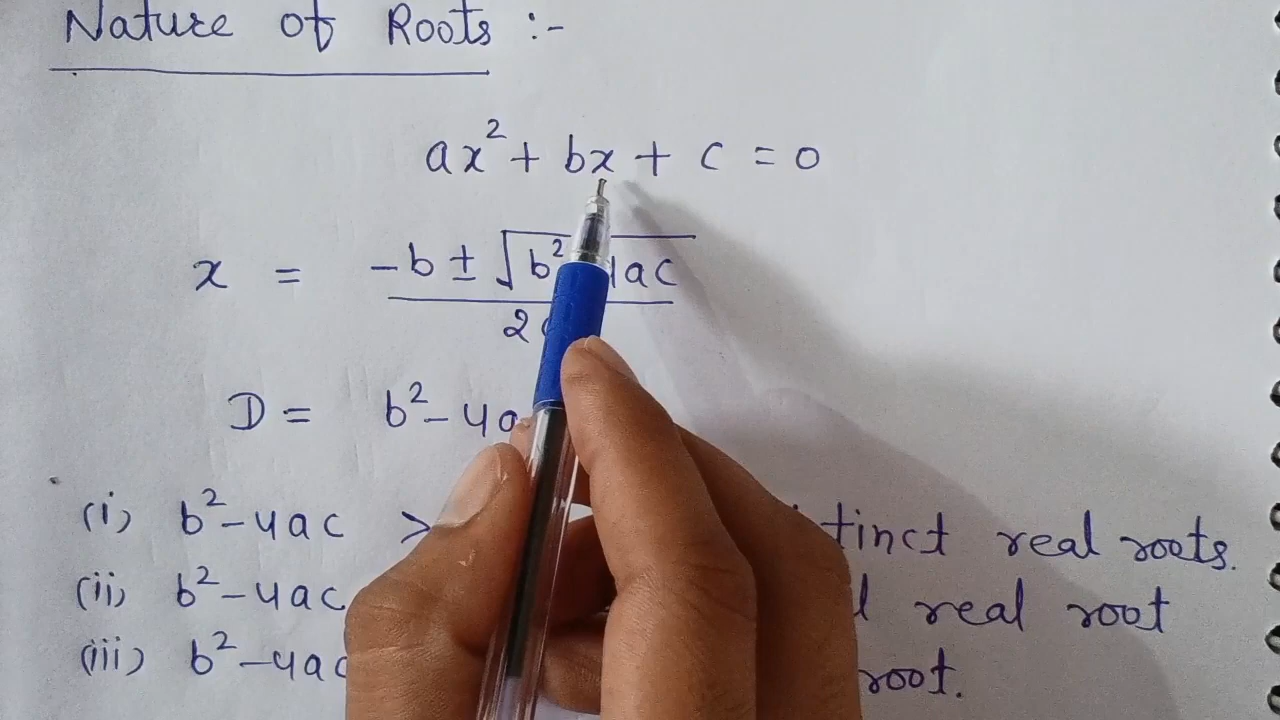 Nature of Roots :-
ax² + bx + c = 0
x = -b ± √b² 4ac
2
D = b² - 4a
(i) b² - 4ac > tinct real roots.
(ii) b² - 4ac real root
(iii) b² - 4ac root.